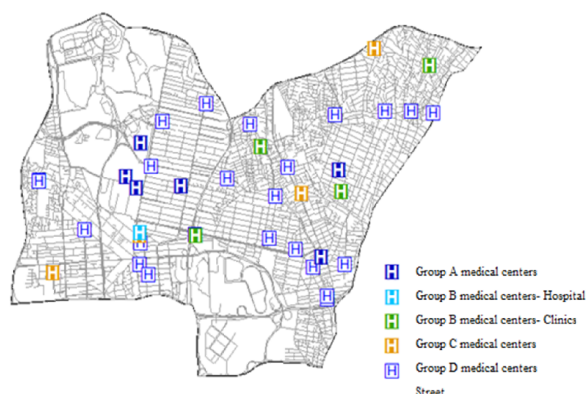 Group A medical centers
Group B medical centers- Hospital
Group B medical centers- Clinics
Group C medical centers
Group D medical centers
Street